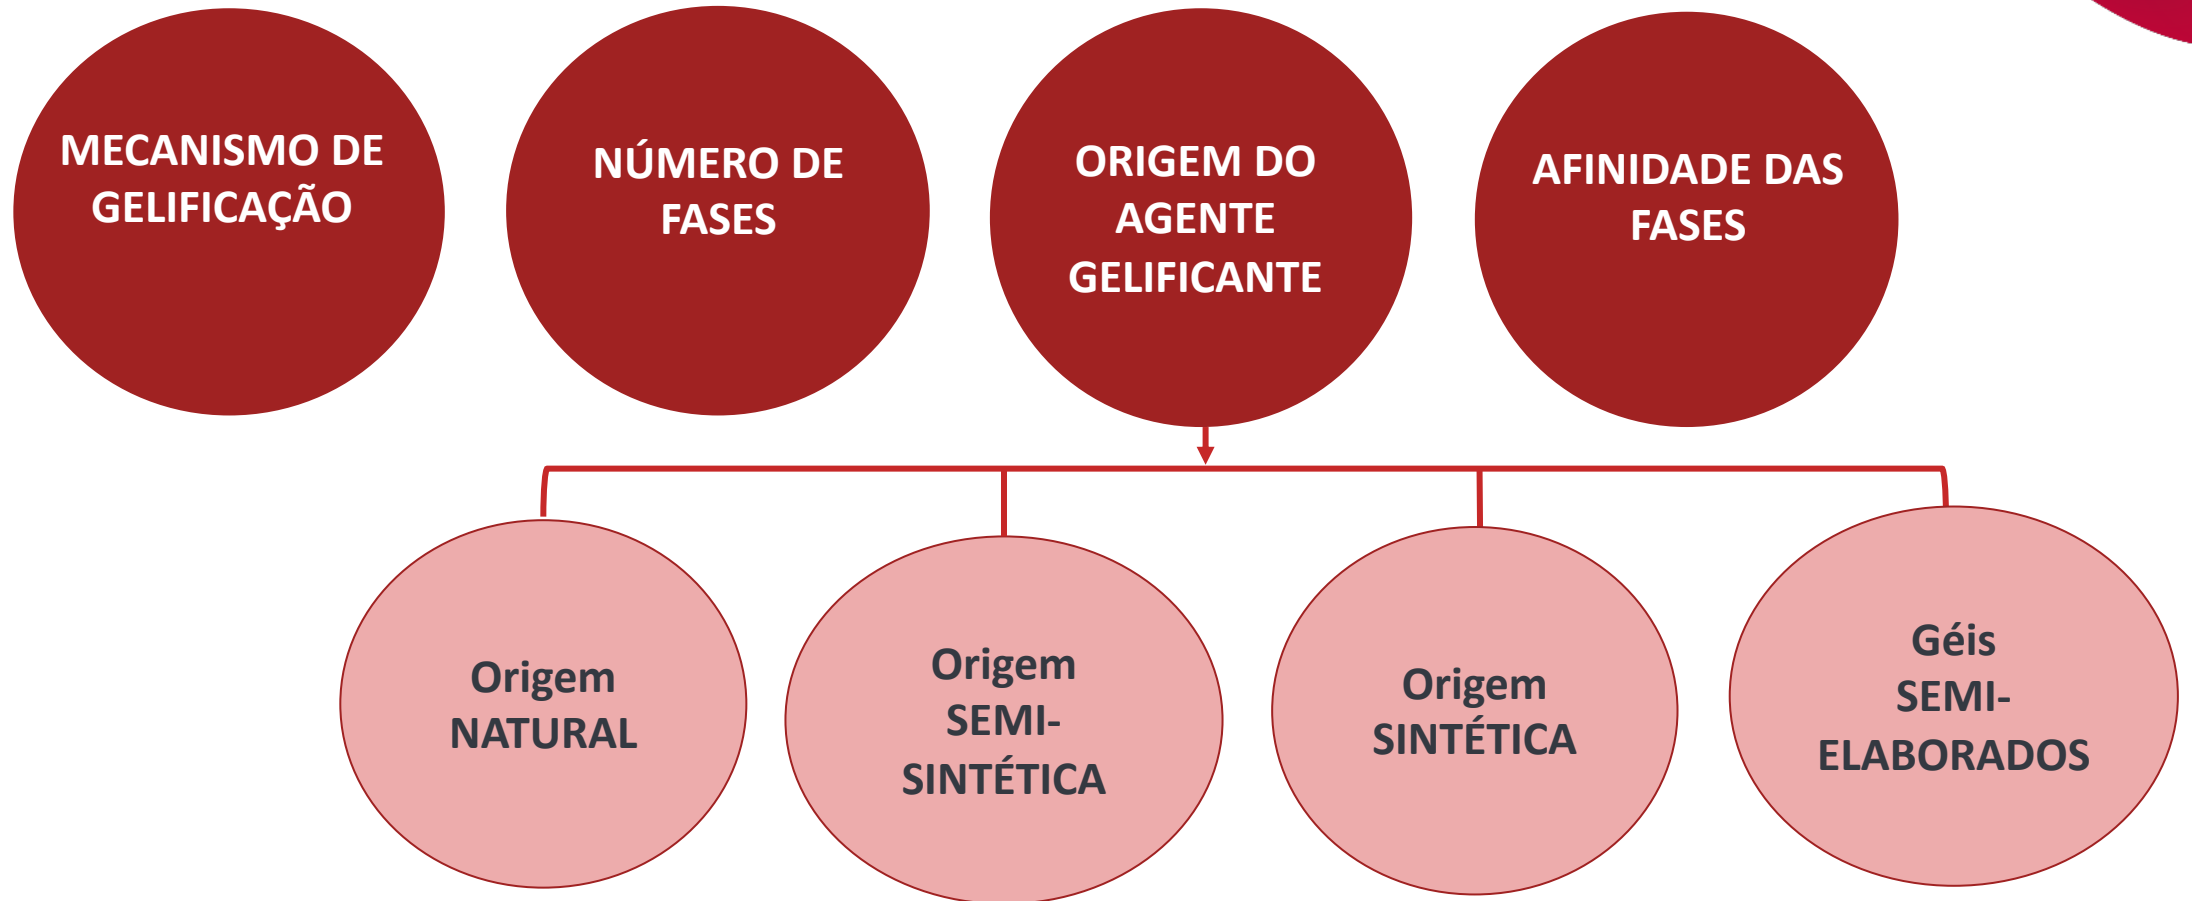 MECANISMO DE
GELIFICAÇÃO
NÚMERO DE
FASES
ORIGEM DO
AGENTE
GELIFICANTE
AFINIDADE DAS
FASES
Origem
NATURAL
Origem
SEMI-
SINTÉTICA
Origem
SINTÉTICA
Géis
SEMI-
ELABORADOS